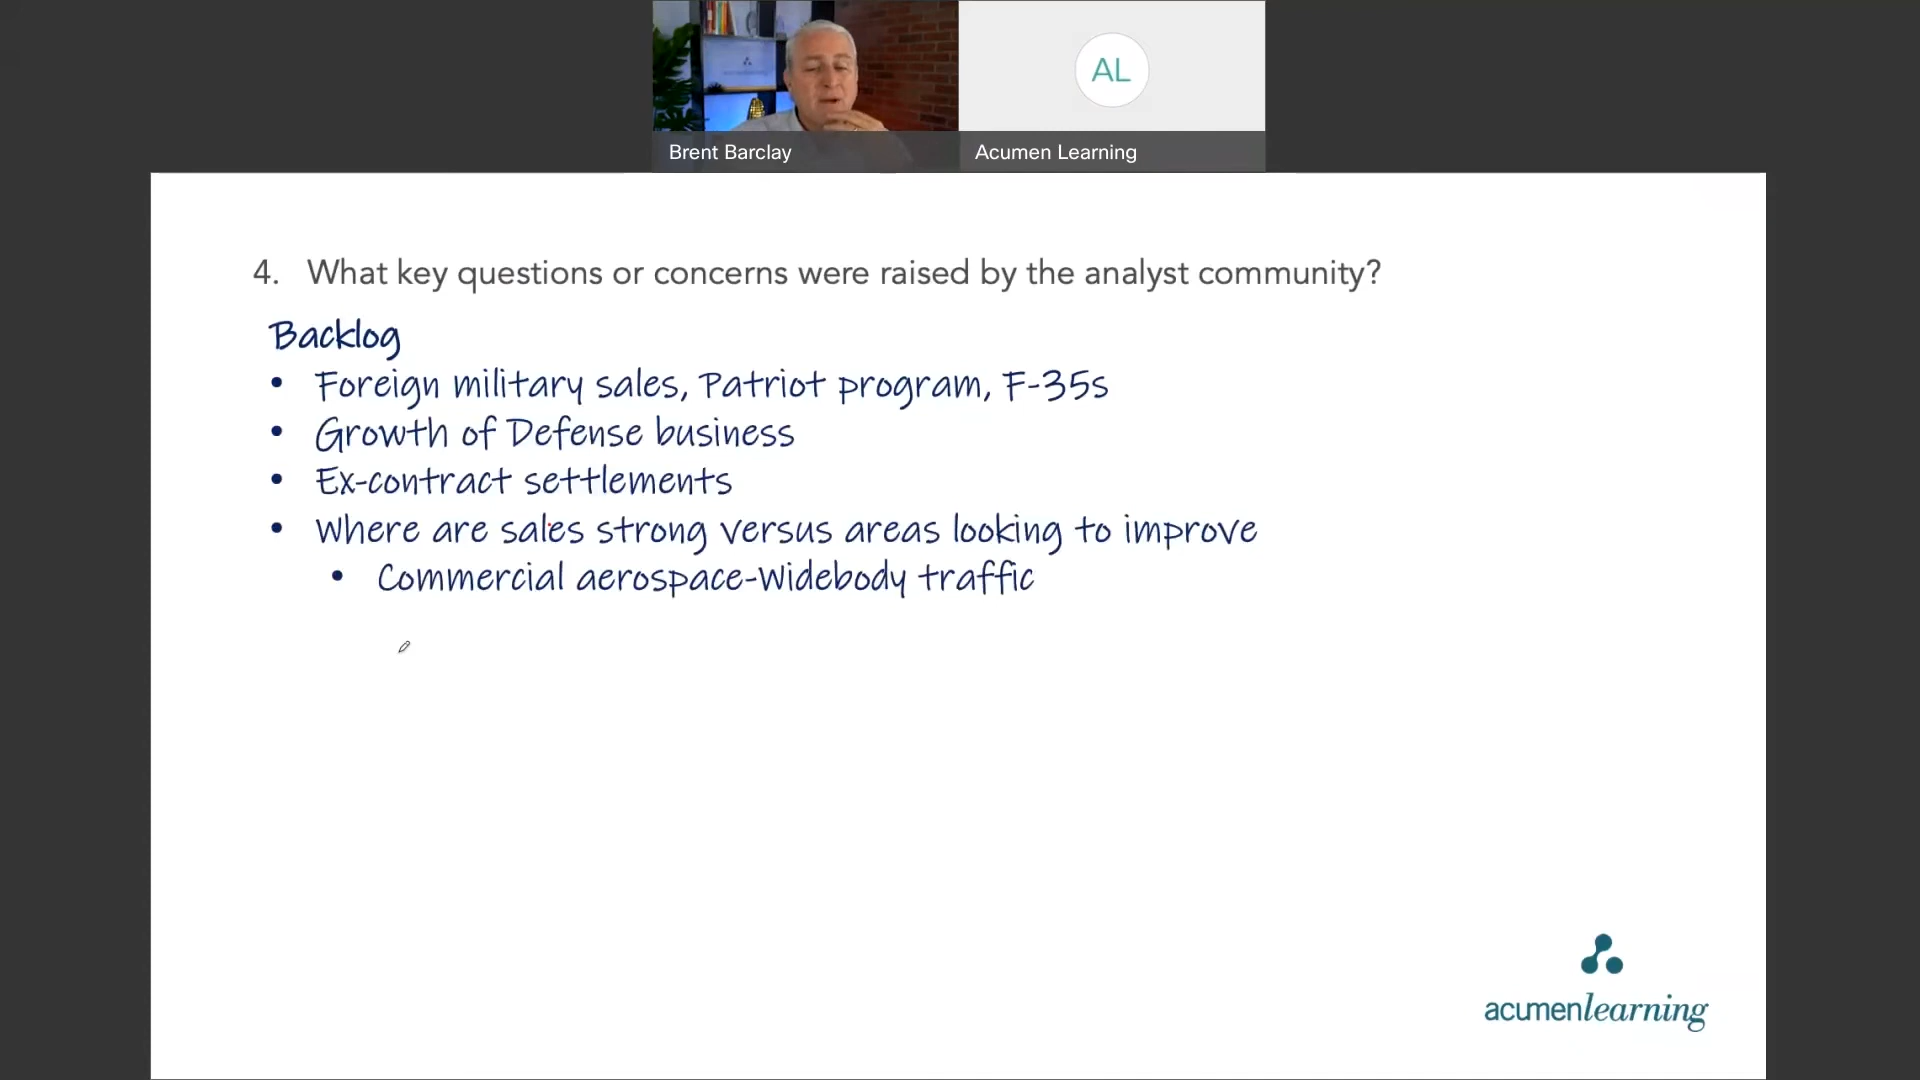 AL
Brent Barclay
Acumen Learning
4. What key questions or concerns were raised by the analyst community?
Backlog
• Foreign military sales, Patriot program, F-35s
• Growth of Defense business
• Ex-contract settlements
• Where are sales strong versus areas looking to improve
• Commercial aerospace-Widebody traffic
acumenlearning